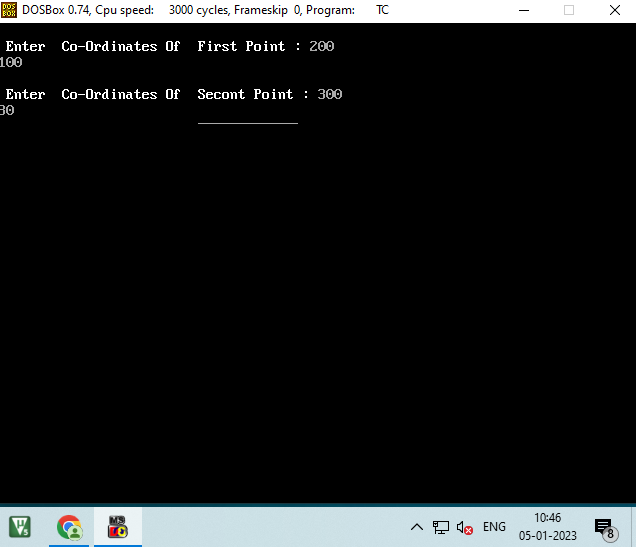 DOSBox 0.74, Cpu speed: 3000 cycles, Frameskip 0, Program: TC
Enter Co-Ordinates Of First Point : 200
100
Enter Co-Ordinates Of Secont Point : 300
30
ENG
10:46
05-01-2023
8